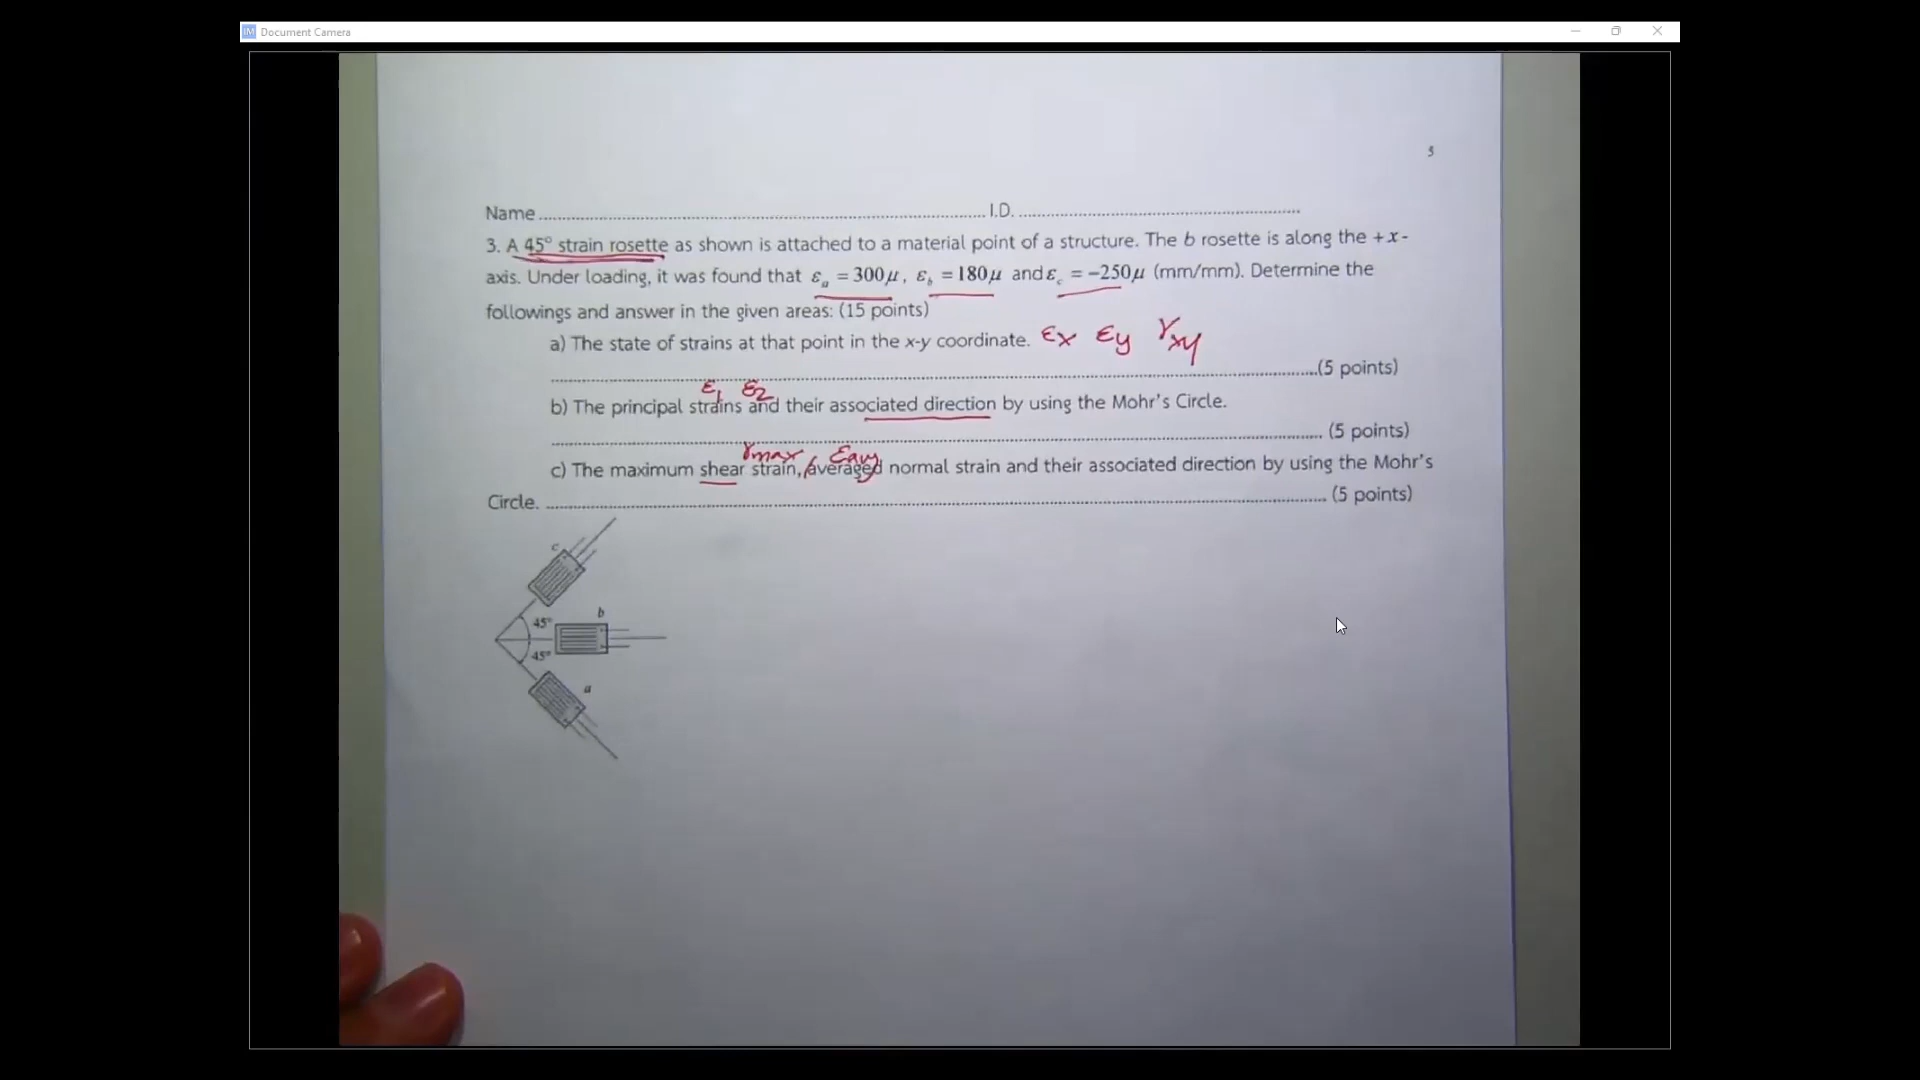 Document Camera
5
Name I.D.
3. A 45° strain rosette as shown is attached to a material point of a structure. The b rosette is along the +x-
axis. Under loading, it was found that εa = 300μ, εb = 180μ and εc = −250μ (mm/mm). Determine the
followings and answer in the given areas: (15 points)
a) The state of strains at that point in the x-y coordinate. εx εy γxy
(5 points)
ε1 ε2
b) The principal strains and their associated direction by using the Mohr's Circle.
(5 points)
γmax, εavg
c) The maximum shear strain, averaged normal strain and their associated direction by using the Mohr's
Circle. (5 points)
c
45°
b
45°
a